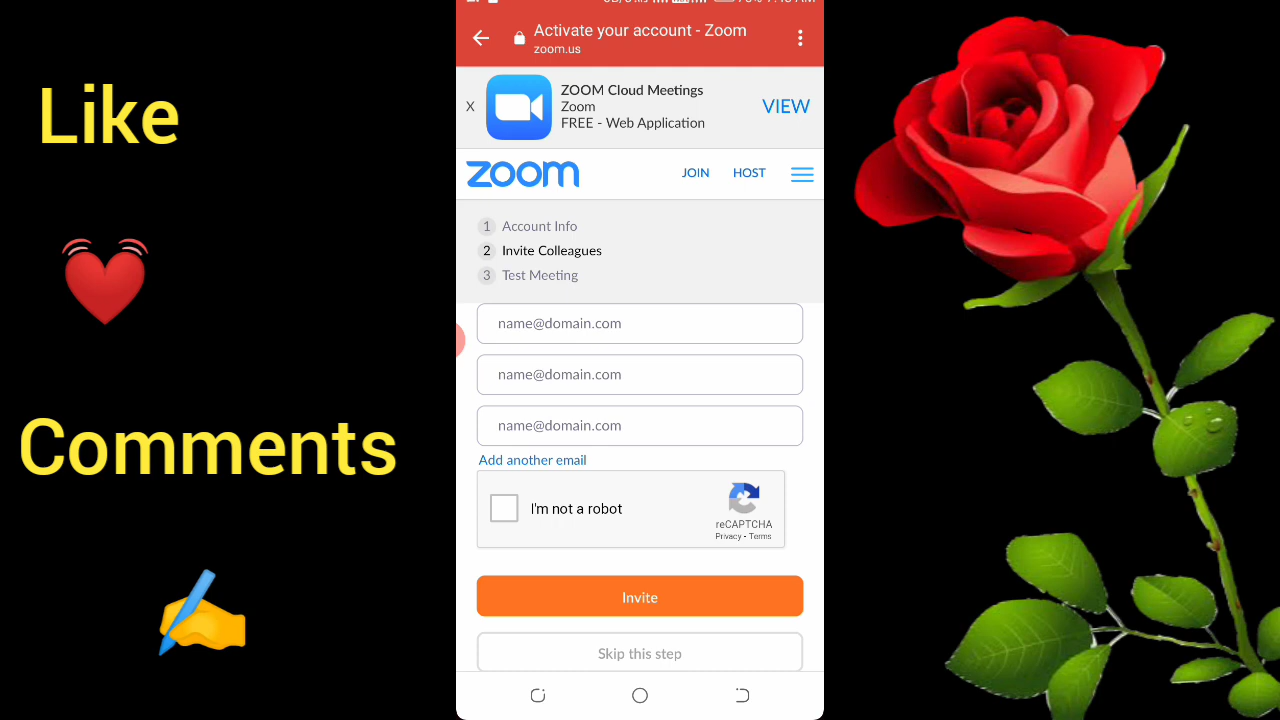 Like
Comments
Activate your account - Zoom
zoom.us
X
ZOOM Cloud Meetings
Zoom
FREE - Web Application
VIEW
zoom
JOIN
HOST
1 Account Info
2 Invite Colleagues
3 Test Meeting
name@domain.com
name@domain.com
name@domain.com
Add another email
I'm not a robot
reCAPTCHA
Privacy - Terms
Invite
Skip this step